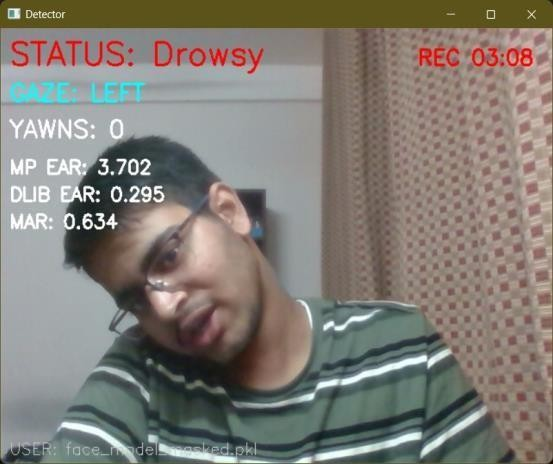 Detector
STATUS: Drowsy
REC 03:08
GAZE: LEFT
YAWNS: 0
MP EAR: 3.702
DLIB EAR: 0.295
MAR: 0.634
USER: face_model_masked.pkl